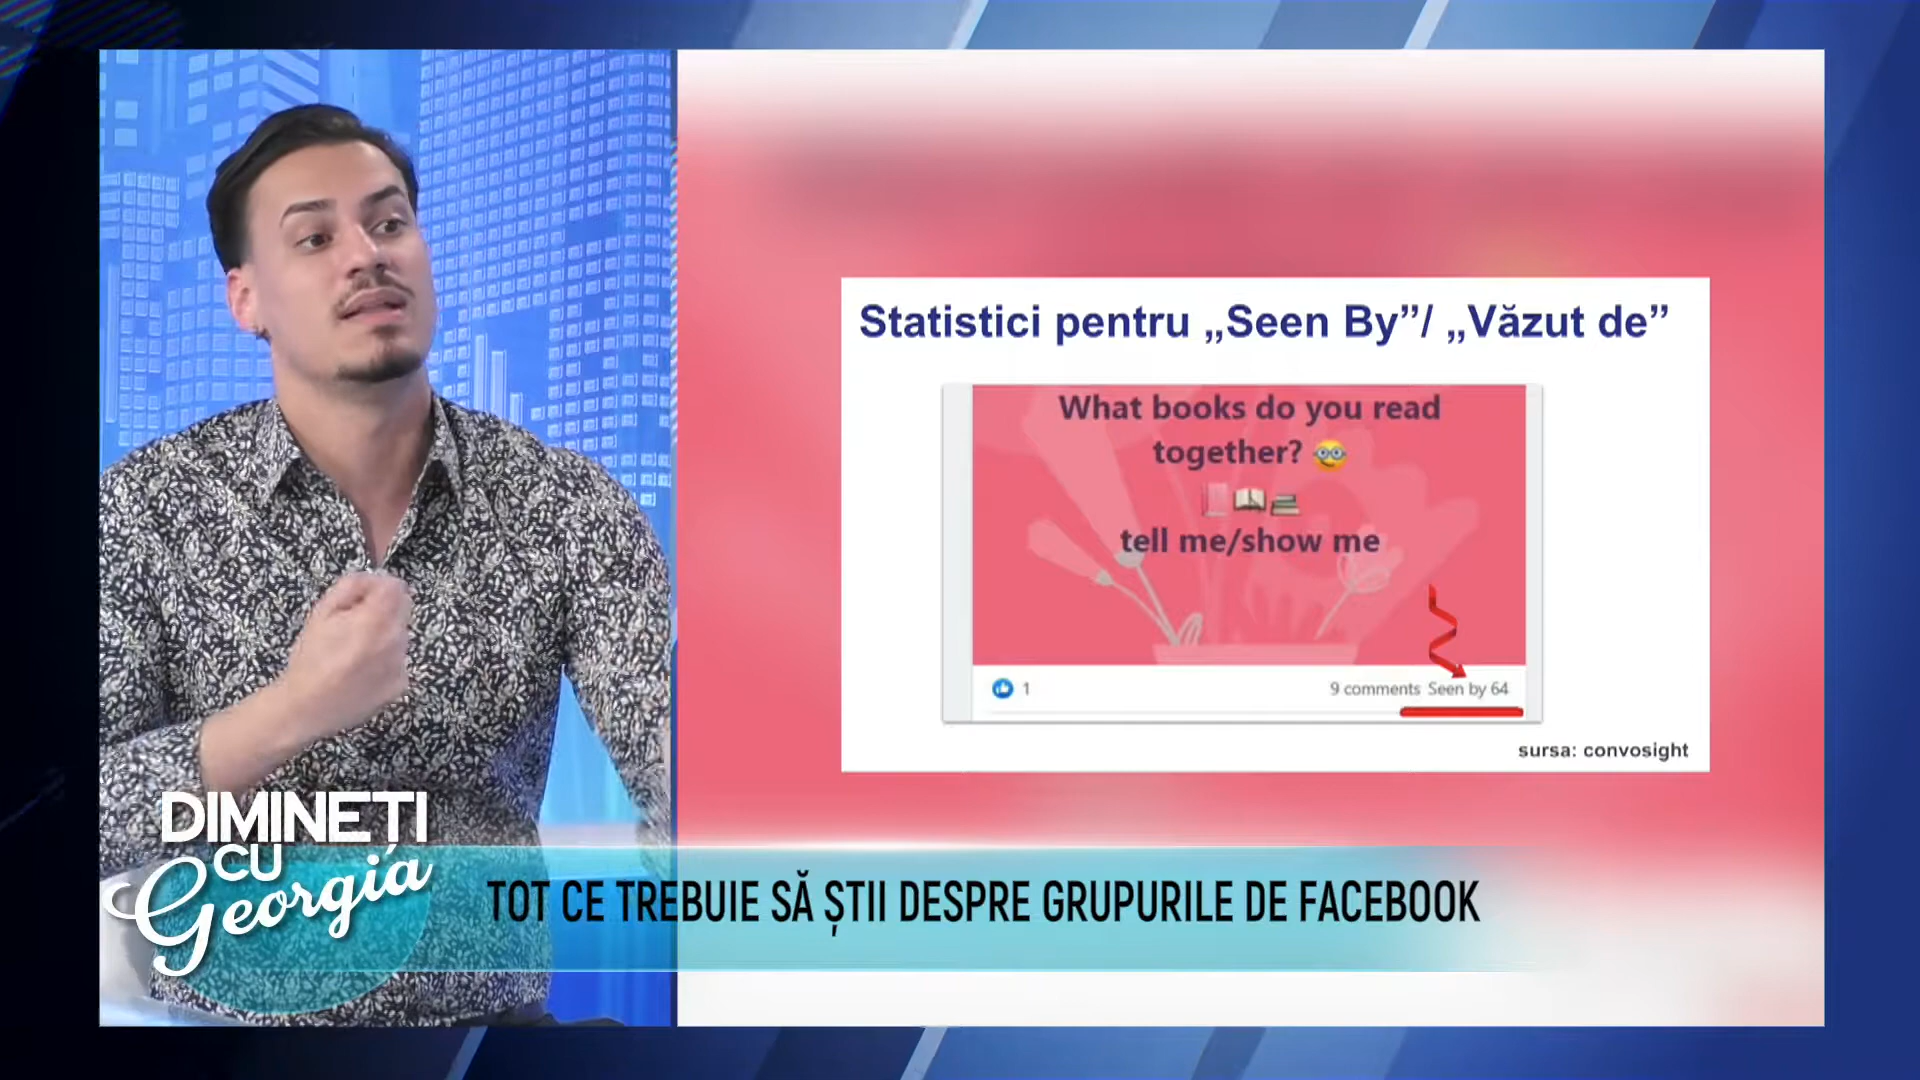 Statistici pentru „Seen By”/ „Văzut de”
What books do you read
together? 🤓
📕📖📚
tell me/show me
1
9 comments Seen by 64
sursa: convosight
DIMINEȚI
CU
Georgia
TOT CE TREBUIE SĂ ȘTII DESPRE GRUPURILE DE FACEBOOK